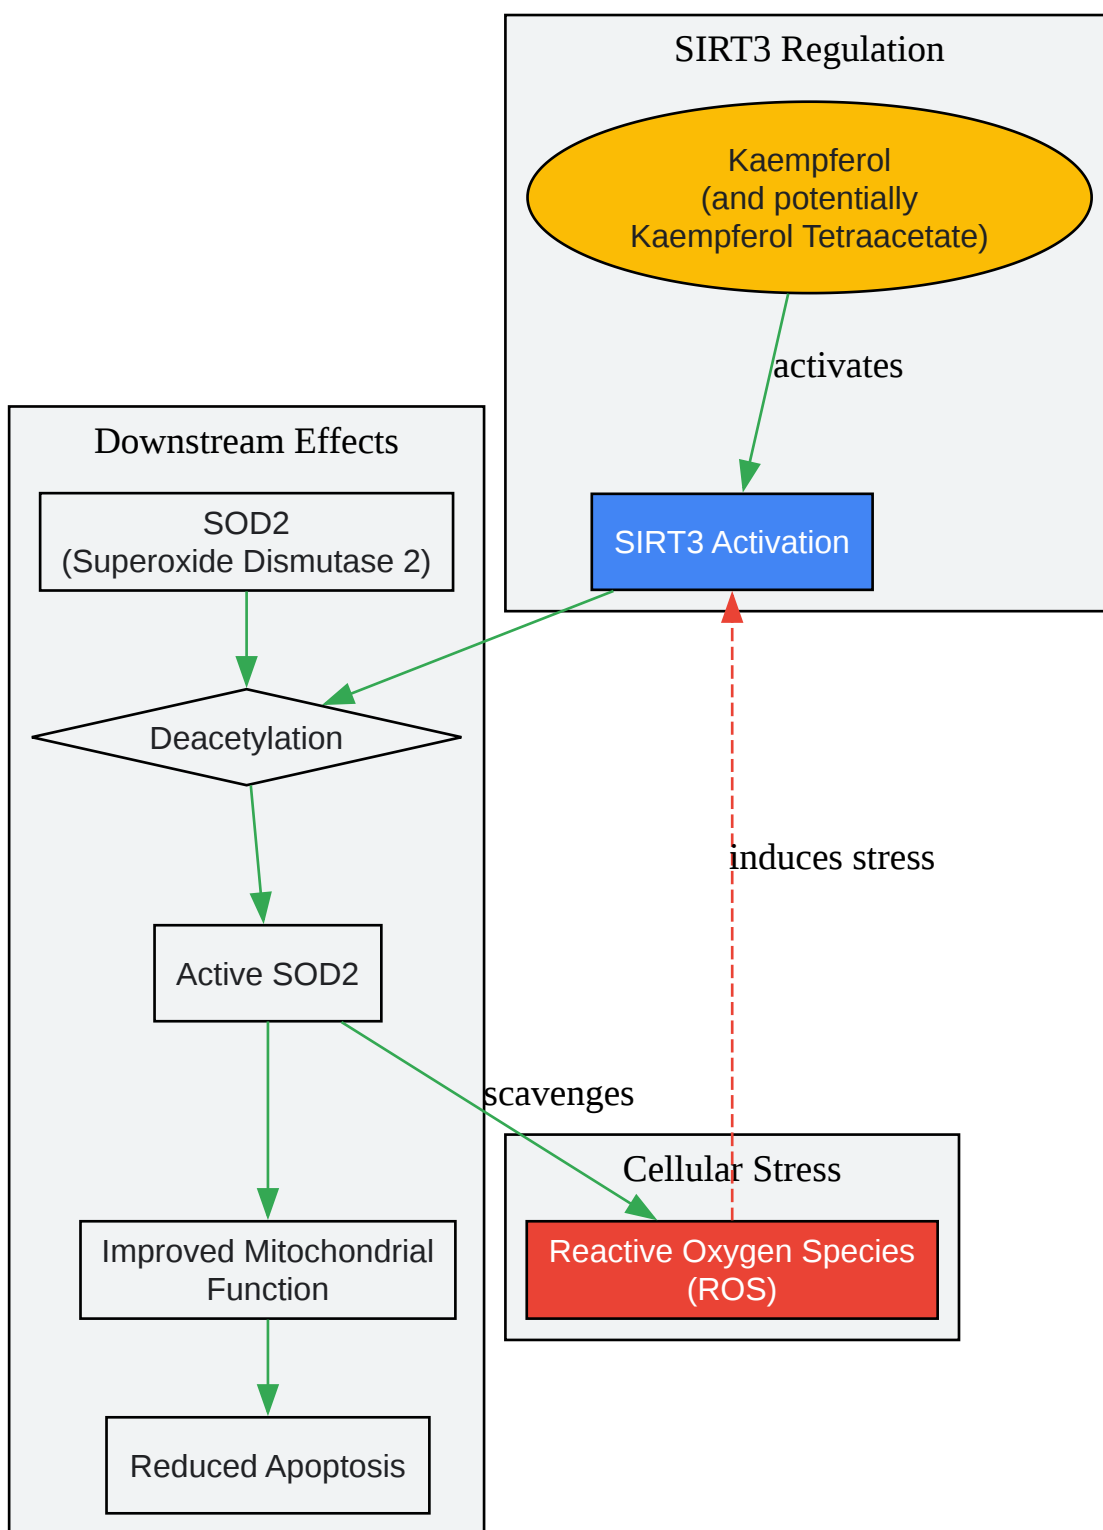 SIRT3 Regulation
Kaempferol
(and potentially
Kaempferol Tetraacetate)
activates
Downstream Effects
SOD2
(Superoxide Dismutase 2)
SIRT3 Activation
Deacetylation
induces stress
Active SOD2
scavenges
Cellular Stress
Improved Mitochondrial
Function
Reactive Oxygen Species
(ROS)
Reduced Apoptosis